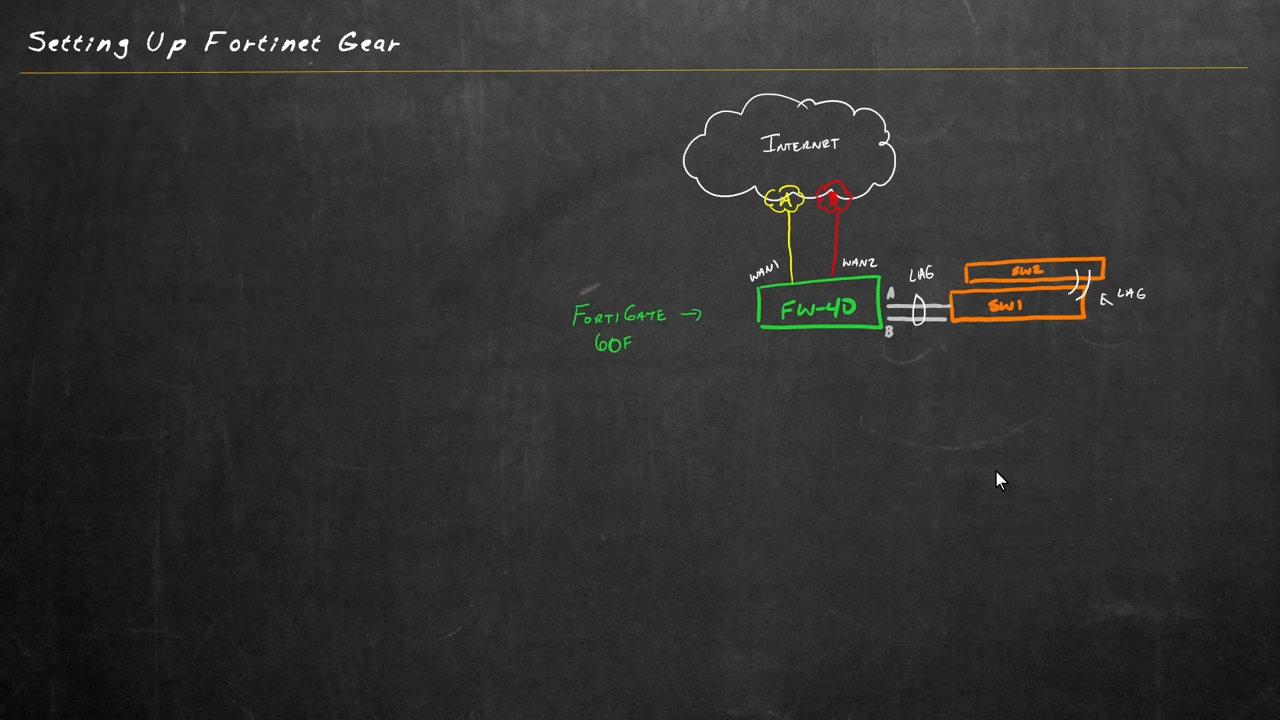 Setting Up Fortinet Gear
INTERNET
A
B
WAN1
WAN2
LAG
SW2
FW-40
A
B
SW1
LAG
FORTIGATE →
60F